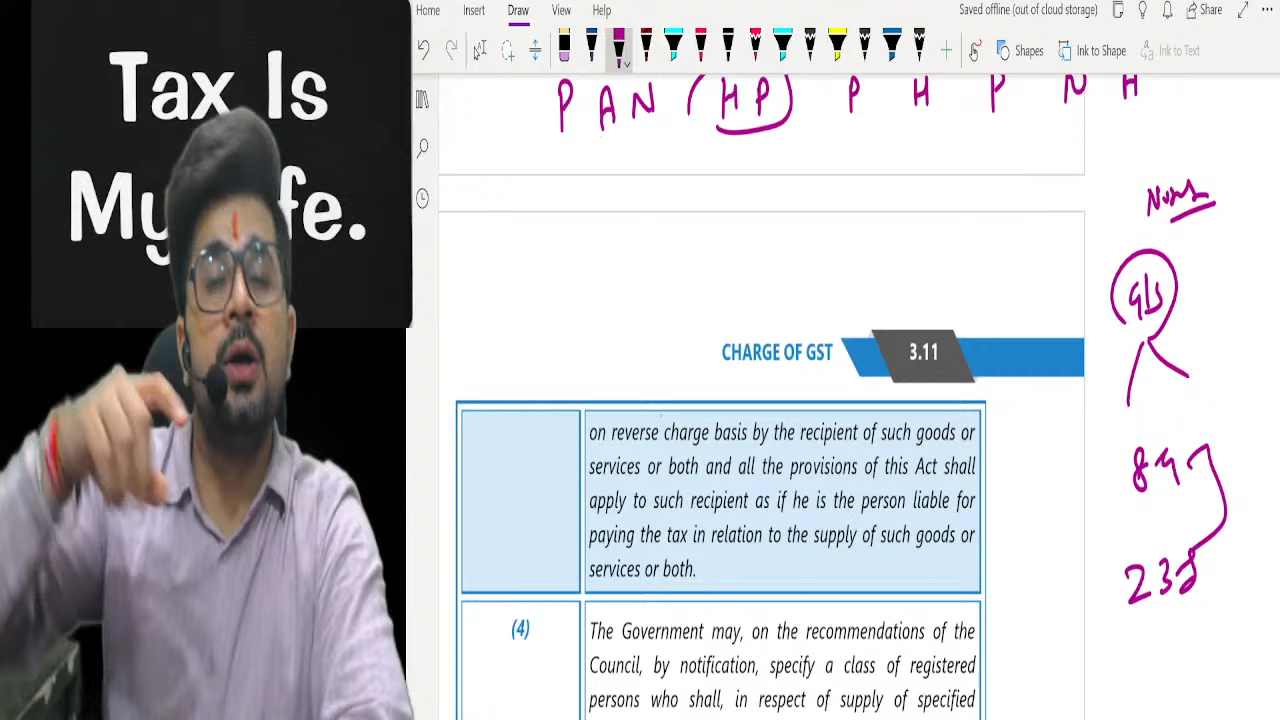 Tax Is
My fe.
Home Insert Draw View Help
Saved offline (out of cloud storage)
Share
Shapes
Ink to Shape
Ink to Text
P A N (H P) P H P N H
G/S
84
238
CHARGE OF GST 3.11
on reverse charge basis by the recipient of such goods or
services or both and all the provisions of this Act shall
apply to such recipient as if he is the person liable for
paying the tax in relation to the supply of such goods or
services or both.
(4)
The Government may, on the recommendations of the
Council, by notification, specify a class of registered
persons who shall, in respect of supply of specified